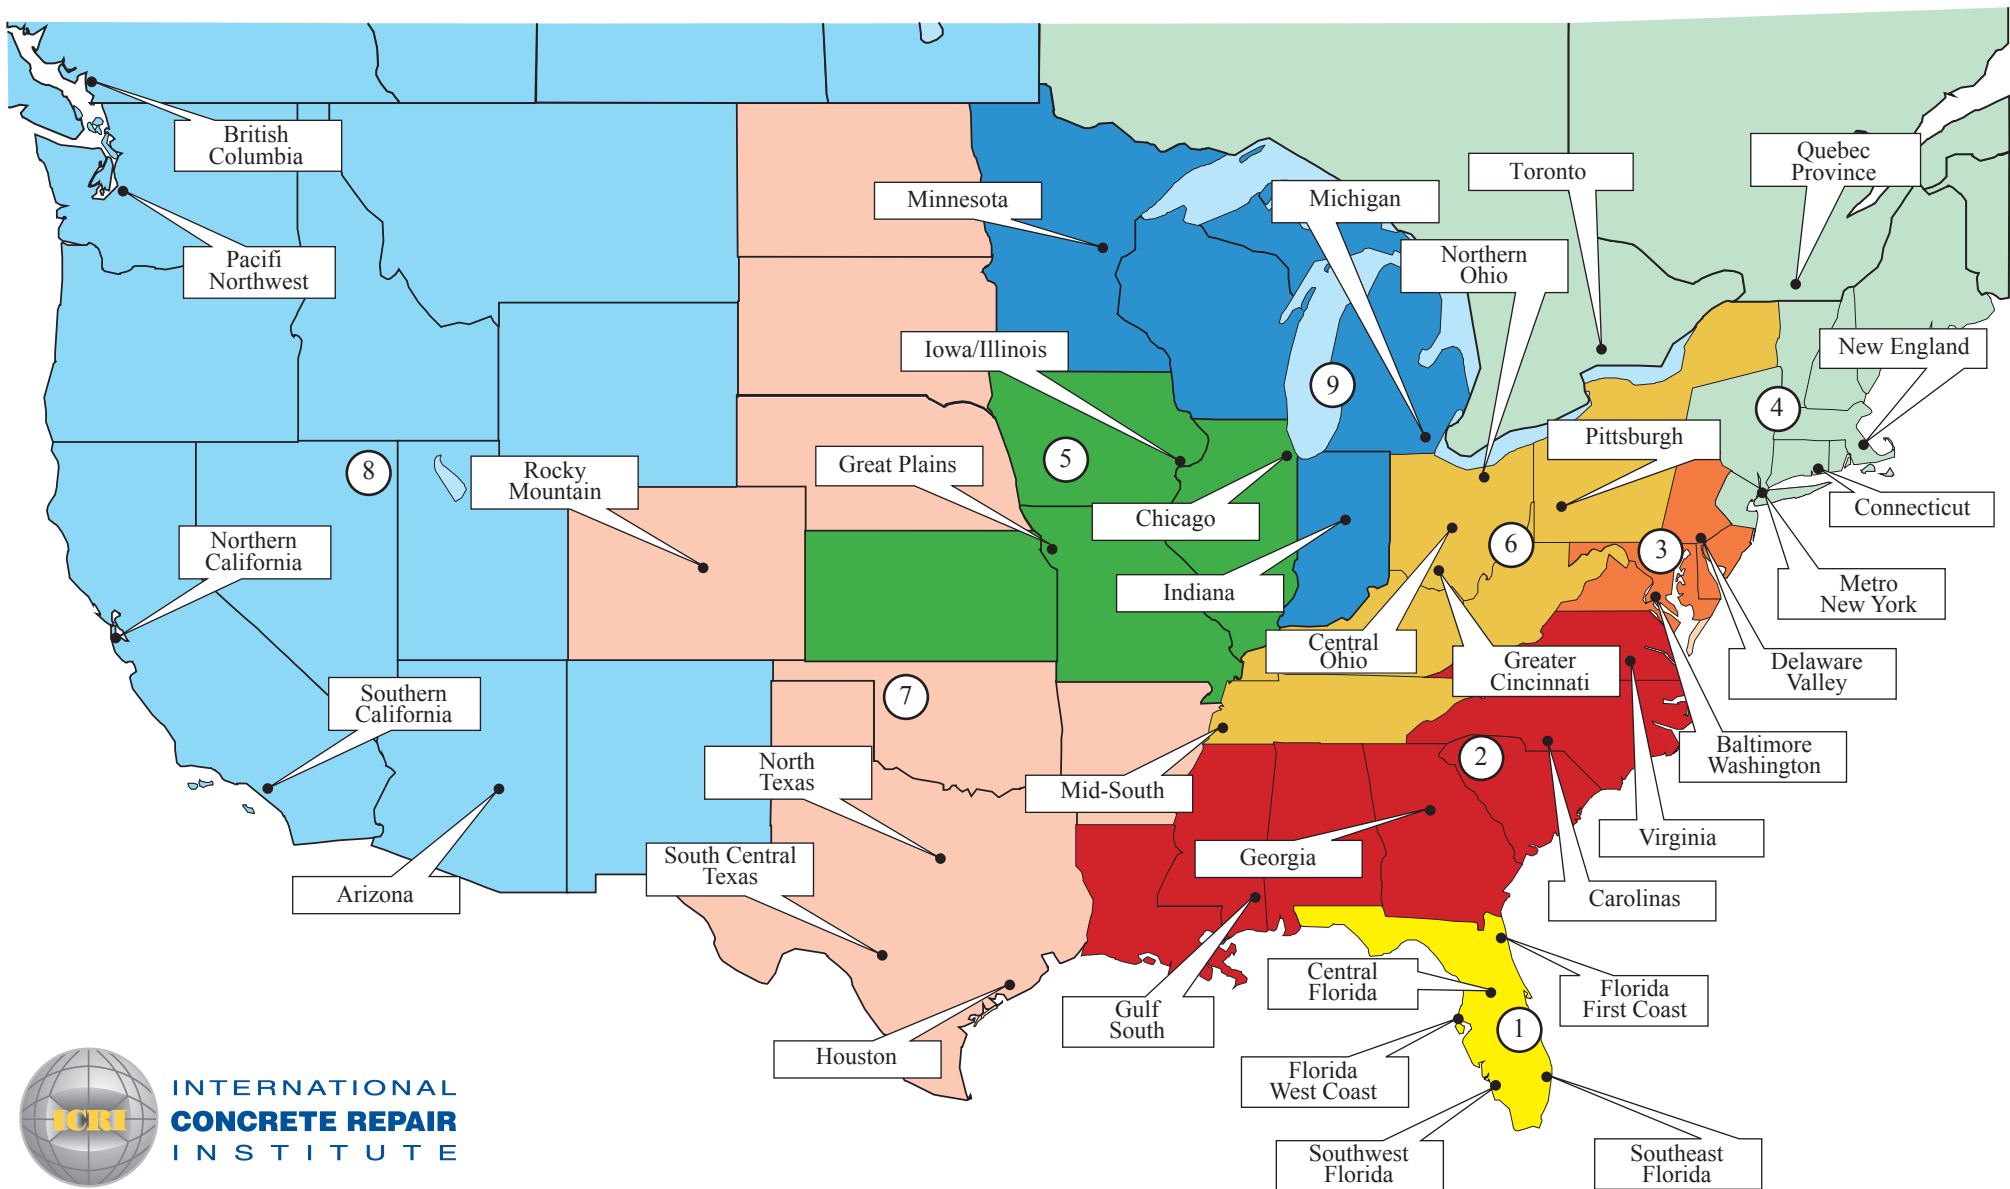 British
Columbia
Pacifi
Northwest
Minnesota
Michigan
Toronto
Quebec
Province
Northern
Ohio
Iowa/Illinois
New England
9
4
8
5
Rocky
Mountain
Great Plains
Pittsburgh
Chicago
Connecticut
Northern
California
6
3
Indiana
Metro
New York
Central
Ohio
Greater
Cincinnati
Delaware
Valley
Southern
California
7
2
Baltimore
Washington
North
Texas
Mid-South
Virginia
Georgia
South Central
Texas
Arizona
Carolinas
Central
Florida
Florida
First Coast
Gulf
South
1
Houston
Florida
West Coast
Southwest
Florida
Southeast
Florida
ICRI
INTERNATIONAL
CONCRETE REPAIR
INSTITUTE